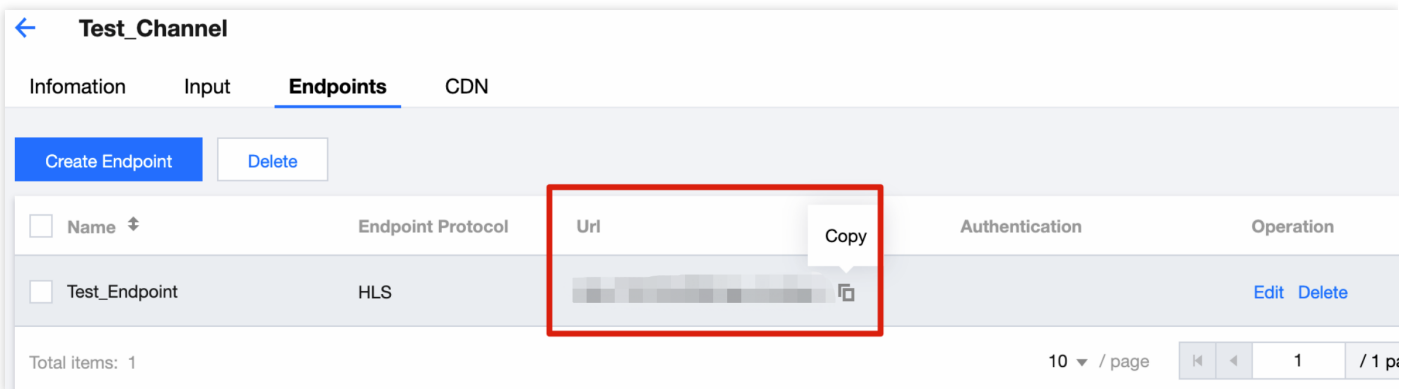 Test_Channel
Infomation Input Endpoints CDN
Create Endpoint Delete
Name Endpoint Protocol Url Copy Authentication Operation
Test_Endpoint HLS Edit Delete
Total items: 1 10 / page 1 / 1